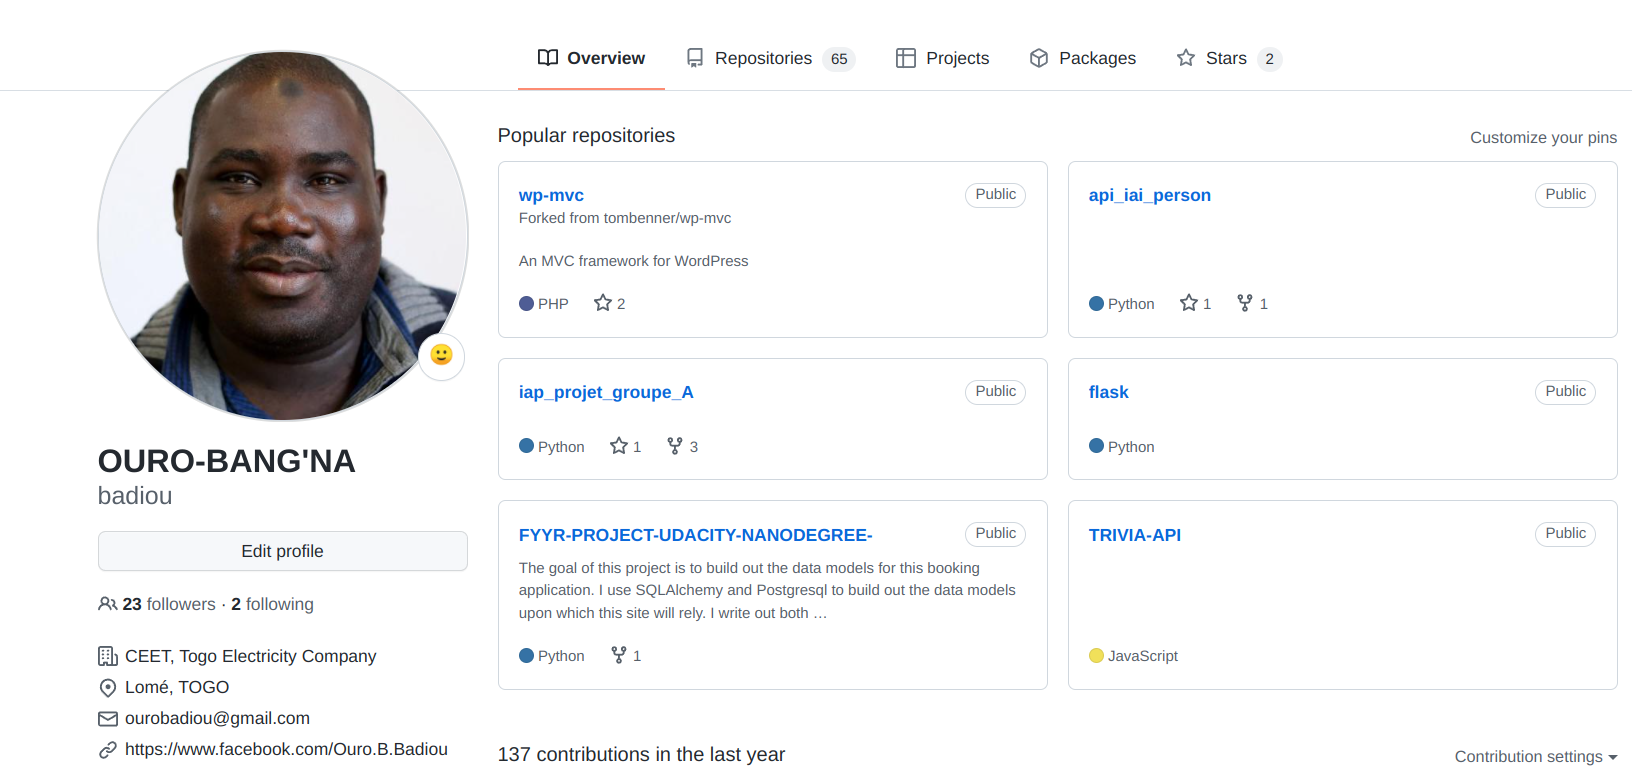 Overview Repositories 65 Projects Packages Stars 2
OURO-BANG'NA
badiou
Edit profile
23 followers · 2 following
CEET, Togo Electricity Company
Lomé, TOGO
ourobadiou@gmail.com
https://www.facebook.com/Ouro.B.Badiou
Popular repositories
Customize your pins
wp-mvc Public
Forked from tombenner/wp-mvc
An MVC framework for WordPress
PHP 2
api_iai_person Public
Python 1 1
iap_projet_groupe_A Public
Python 1 3
flask Public
Python
FYYR-PROJECT-UDACITY-NANODEGREE- Public
The goal of this project is to build out the data models for this booking
application. I use SQLAlchemy and Postgresql to build out the data models
upon which this site will rely. I write out both …
Python 1
TRIVIA-API Public
JavaScript
137 contributions in the last year
Contribution settings